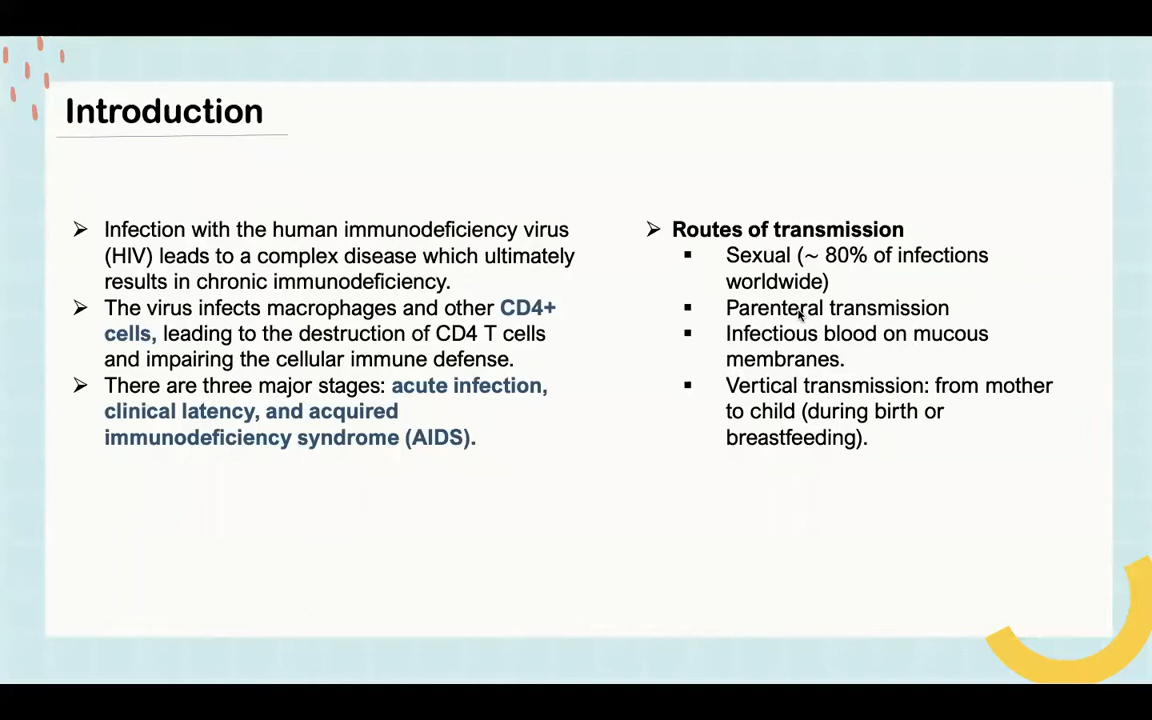 Introduction
Infection with the human immunodeficiency virus
(HIV) leads to a complex disease which ultimately
results in chronic immunodeficiency.
The virus infects macrophages and other CD4+
cells, leading to the destruction of CD4 T cells
and impairing the cellular immune defense.
There are three major stages: acute infection,
clinical latency, and acquired
immunodeficiency syndrome (AIDS).
Routes of transmission
Sexual (~ 80% of infections
worldwide)
Parenteral transmission
Infectious blood on mucous
membranes.
Vertical transmission: from mother
to child (during birth or
breastfeeding).